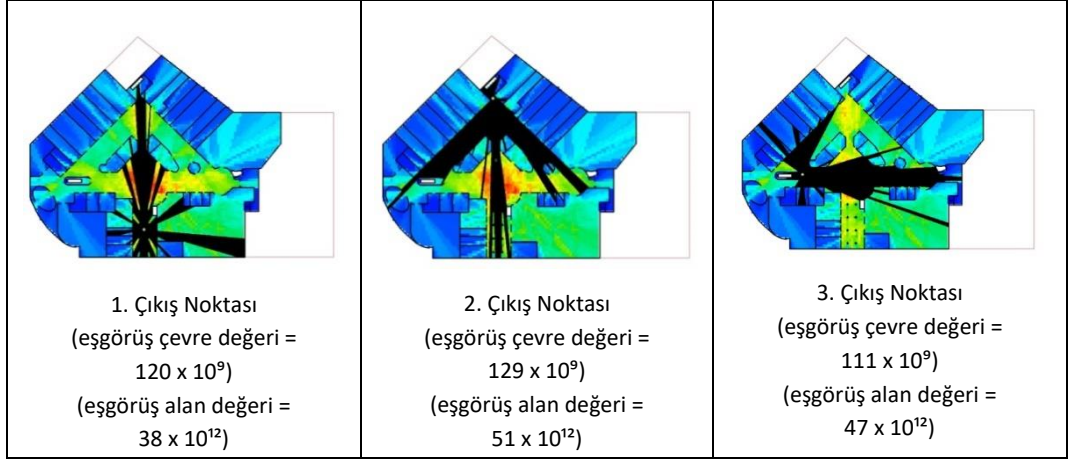 1. Çıkış Noktası
(eşgörüş çevre değeri =
120 x 10⁹)
(eşgörüş alan değeri =
38 x 10¹²)
2. Çıkış Noktası
(eşgörüş çevre değeri =
129 x 10⁹)
(eşgörüş alan değeri =
51 x 10¹²)
3. Çıkış Noktası
(eşgörüş çevre değeri =
111 x 10⁹)
(eşgörüş alan değeri =
47 x 10¹²)